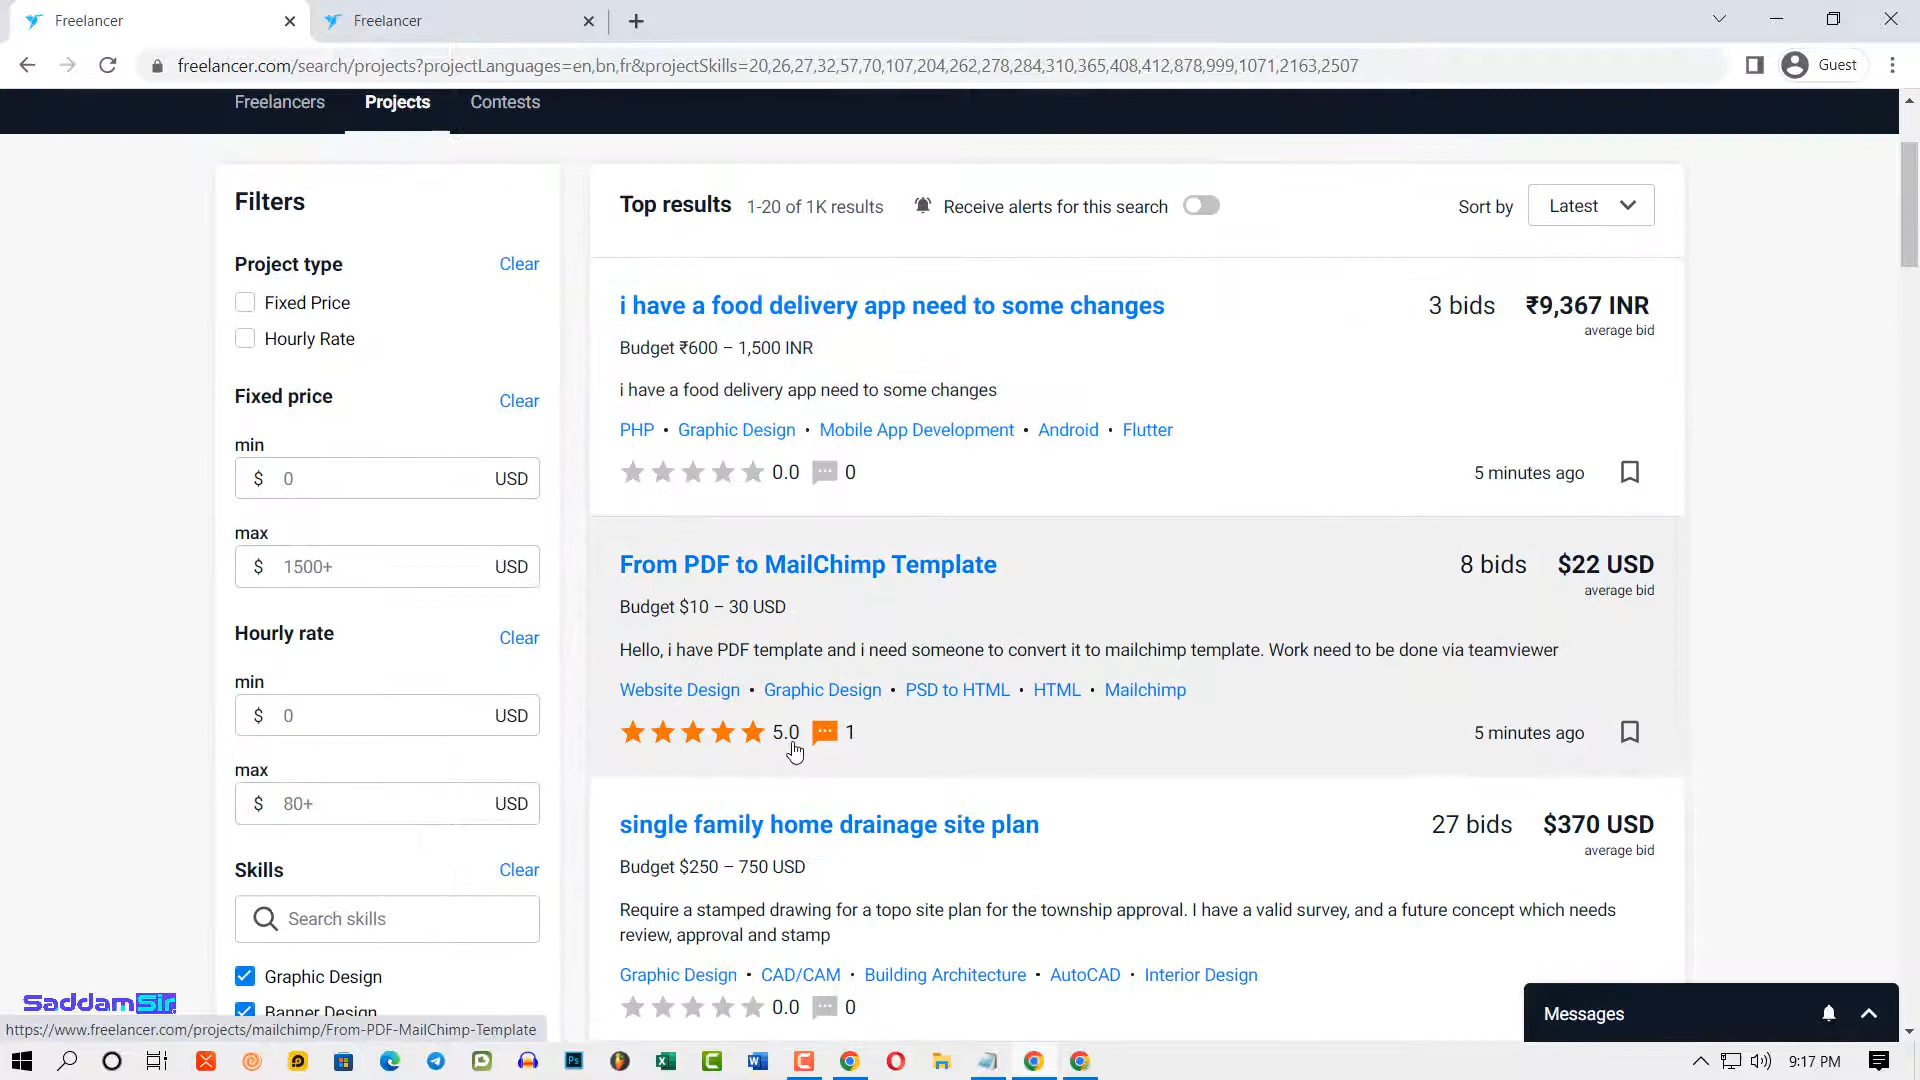 Freelancer
Freelancer
freelancer.com/search/projects?projectLanguages=en,bn,fr&projectSkills=20,26,27,32,57,70,107,204,262,278,284,310,365,408,412,878,999,1071,2163,2507
Guest
Freelancers Projects Contests
Filters
Project type Clear
Fixed Price
Hourly Rate
Fixed price Clear
min
$ 0 USD
max
$ 1500+ USD
Hourly rate Clear
min
$ 0 USD
max
$ 80+ USD
Skills Clear
Search skills
Graphic Design
Banner Design
Top results 1-20 of 1K results Receive alerts for this search Sort by Latest
i have a food delivery app need to some changes 3 bids ₹9,367 INR
average bid
Budget ₹600 – 1,500 INR
i have a food delivery app need to some changes
PHP • Graphic Design • Mobile App Development • Android • Flutter
0.0 0 5 minutes ago
From PDF to MailChimp Template 8 bids $22 USD
average bid
Budget $10 – 30 USD
Hello, i have PDF template and i need someone to convert it to mailchimp template. Work need to be done via teamviewer
Website Design • Graphic Design • PSD to HTML • HTML • Mailchimp
5.0 1 5 minutes ago
single family home drainage site plan 27 bids $370 USD
average bid
Budget $250 – 750 USD
Require a stamped drawing for a topo site plan for the township approval. I have a valid survey, and a future concept which needs
review, approval and stamp
Graphic Design • CAD/CAM • Building Architecture • AutoCAD • Interior Design
0.0 0
Messages
SaddamSir
https://www.freelancer.com/projects/mailchimp/From-PDF-MailChimp-Template
9:17 PM